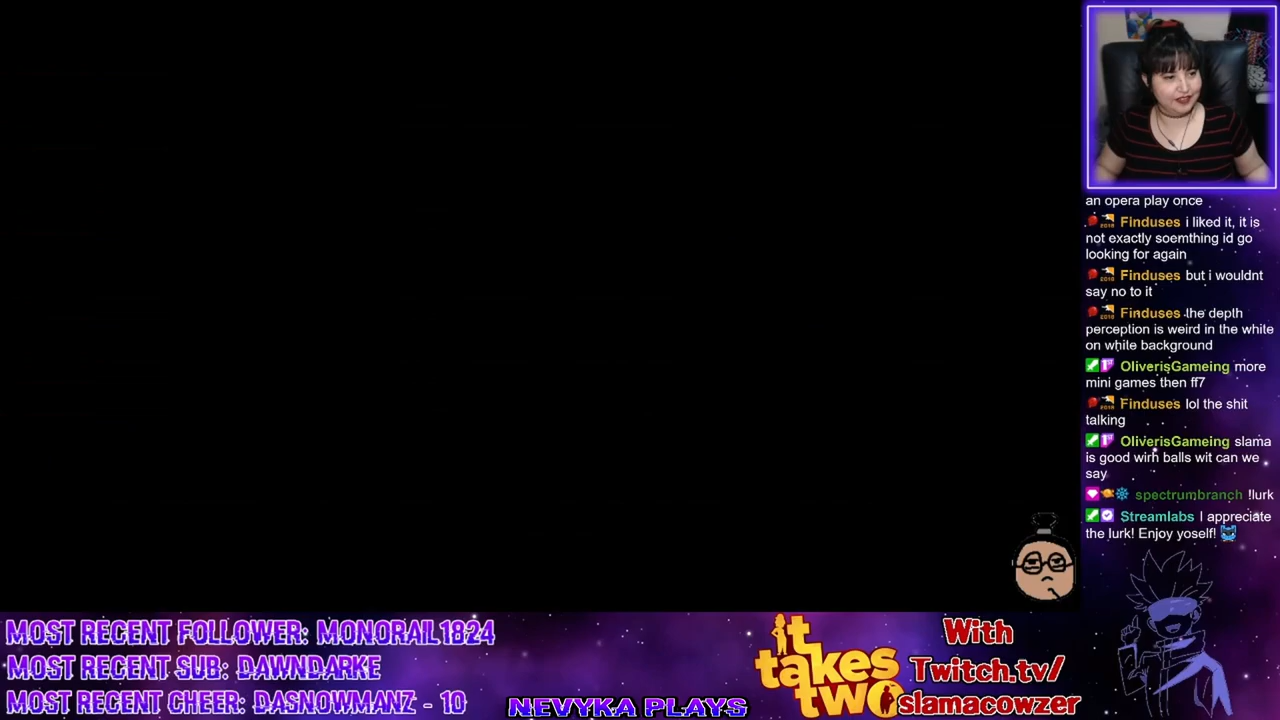 an opera play once
Finduses i liked it, it is
not exactly soemthing id go
looking for again
Finduses but i wouldnt
say no to it
Finduses the depth
perception is weird in the white
on white background
OliverisGameing more
mini games then ff7
Finduses lol the shit
talking
OliverisGameing slama
is good wirh balls wit can we
say
spectrumbranch !lurk
Streamlabs I appreciate
the lurk! Enjoy yoself!
MOST RECENT FOLLOWER: MONORAIL1824
MOST RECENT SUB: DAWNDARKE
MOST RECENT CHEER: DASNOWMANZ - 10
NEVYKA PLAYS
it
takes
two
With
Twitch.tv/
slamacowzer